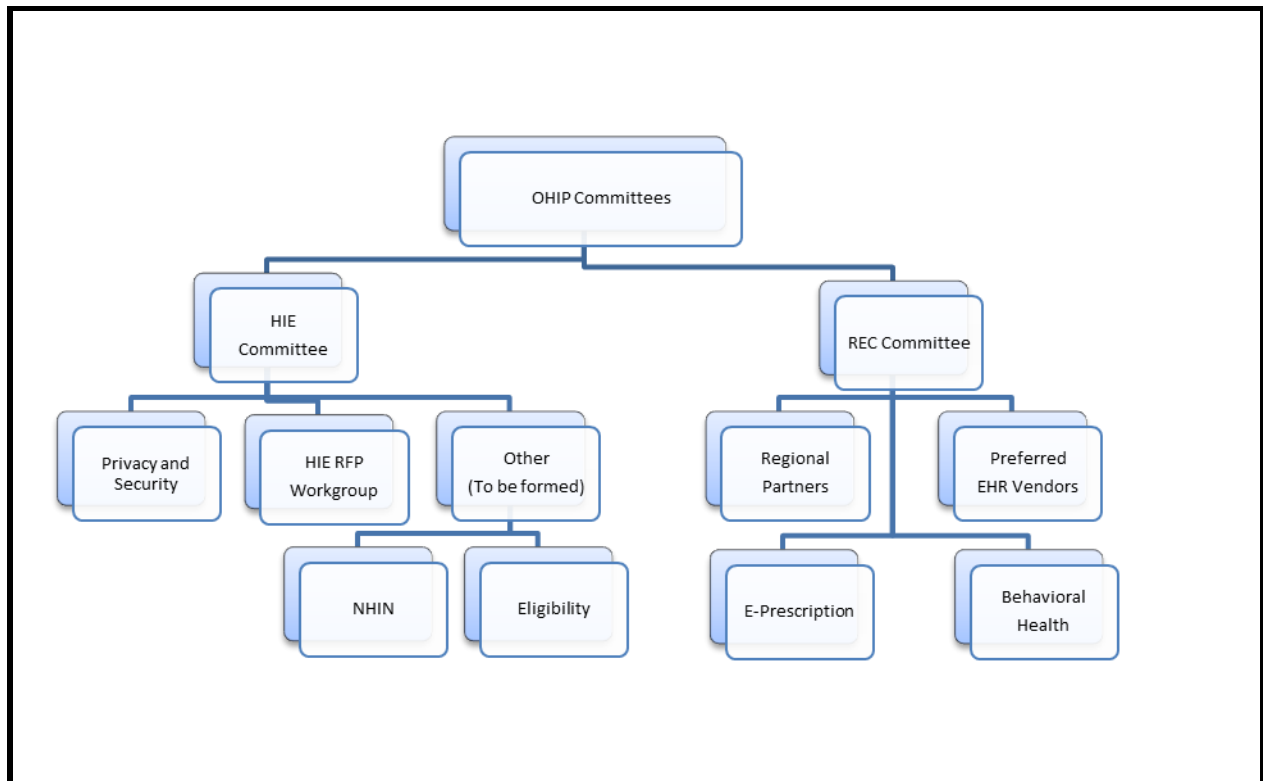 OHIP Committees
HIE
Committee
REC Committee
Privacy and
Security
HIE RFP
Workgroup
Other
(To be formed)
Regional
Partners
Preferred
EHR Vendors
NHIN
Eligibility
E-Prescription
Behavioral
Health